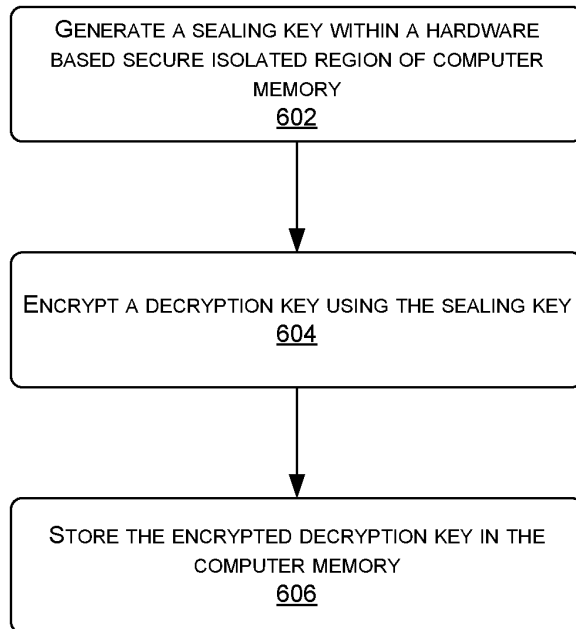 GENERATE A SEALING KEY WITHIN A HARDWARE
BASED SECURE ISOLATED REGION OF COMPUTER
MEMORY
602
ENCRYPT A DECRYPTION KEY USING THE SEALING KEY
604
STORE THE ENCRYPTED DECRYPTION KEY IN THE
COMPUTER MEMORY
606